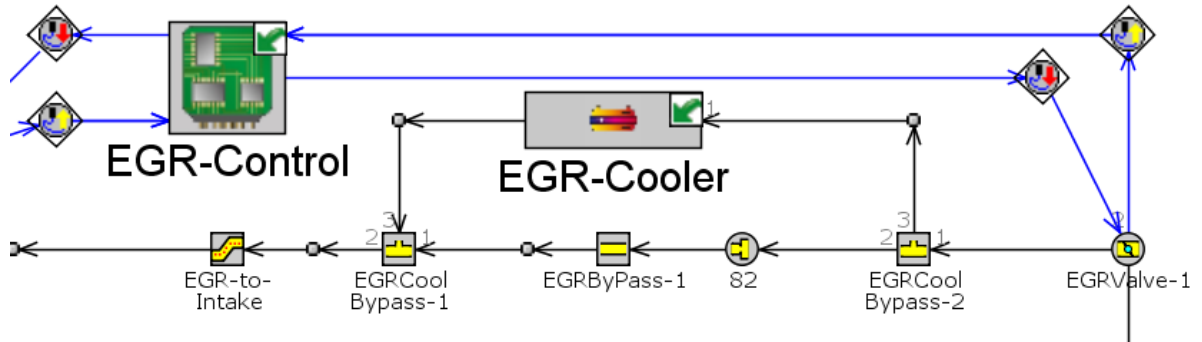 1
EGR-Control
EGR-Cooler
3
2
1
3
2
1
2
EGR-to-
Intake
EGRCool
Bypass-1
EGRByPass-1
82
EGRCool
Bypass-2
EGRValve-1